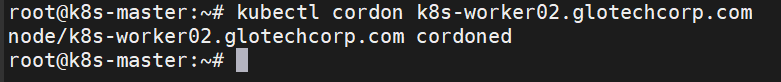 root@k8s-master:~# kubectl cordon k8s-worker02.glotechcorp.com
node/k8s-worker02.glotechcorp.com cordoned
root@k8s-master:~#